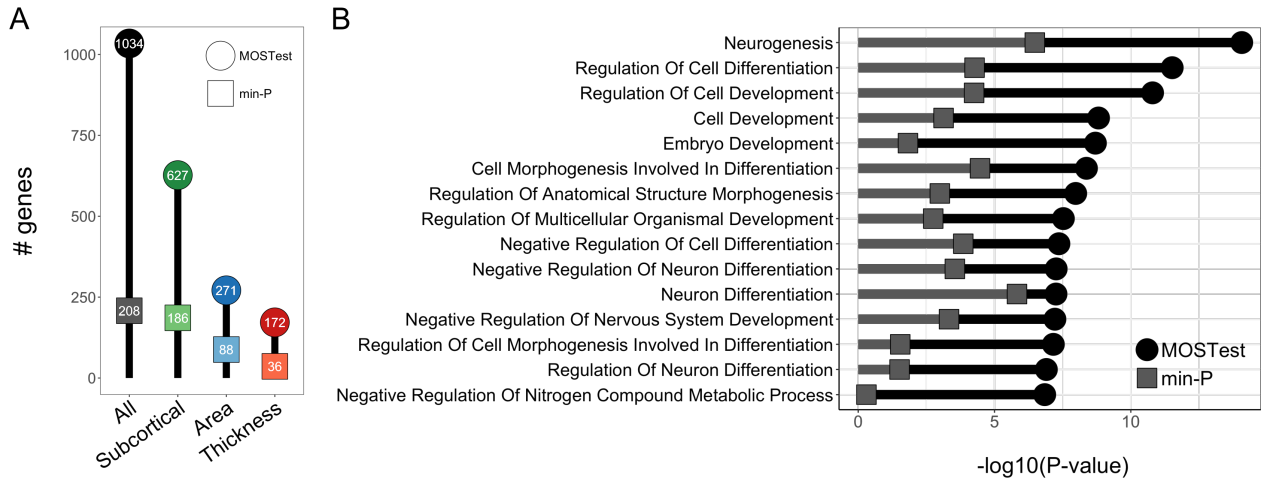 A
# genes
1000
750
500
250
0
1034
208
627
186
271
88
172
36
MOSTest
min-P
All
Subcortical
Area
Thickness
B
Neurogenesis
Regulation Of Cell Differentiation
Regulation Of Cell Development
Cell Development
Embryo Development
Cell Morphogenesis Involved In Differentiation
Regulation Of Anatomical Structure Morphogenesis
Regulation Of Multicellular Organismal Development
Negative Regulation Of Cell Differentiation
Negative Regulation Of Neuron Differentiation
Neuron Differentiation
Negative Regulation Of Nervous System Development
Regulation Of Cell Morphogenesis Involved In Differentiation
Regulation Of Neuron Differentiation
Negative Regulation Of Nitrogen Compound Metabolic Process
MOSTest
min-P
0
5
10
-log10(P-value)